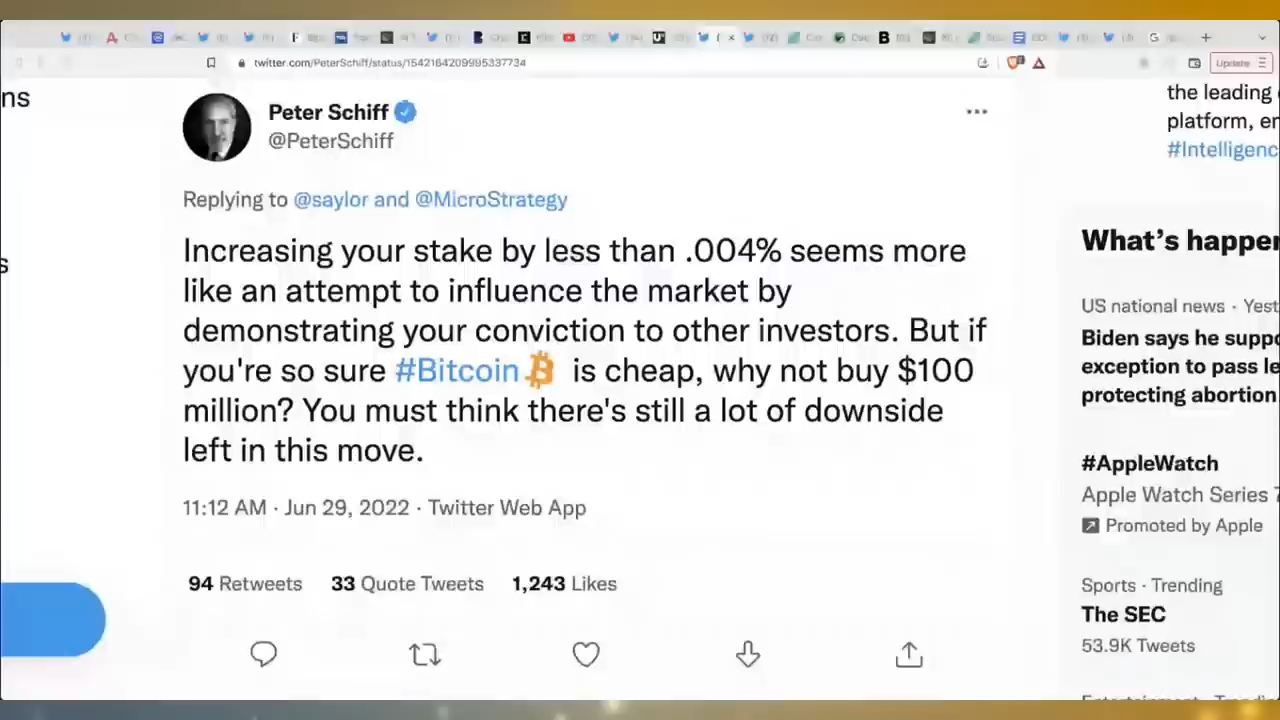 twitter.com/PeterSchiff/status/1542164209995337734
Update
ns
s
Peter Schiff
@PeterSchiff
Replying to @saylor and @MicroStrategy
Increasing your stake by less than .004% seems more
like an attempt to influence the market by
demonstrating your conviction to other investors. But if
you're so sure #Bitcoin is cheap, why not buy $100
million? You must think there's still a lot of downside
left in this move.
11:12 AM · Jun 29, 2022 · Twitter Web App
94 Retweets 33 Quote Tweets 1,243 Likes
the leading
platform, en
#Intelligenc
What's happen
US national news · Yest
Biden says he suppo
exception to pass le
protecting abortion
#AppleWatch
Apple Watch Series 7
Promoted by Apple
Sports · Trending
The SEC
53.9K Tweets